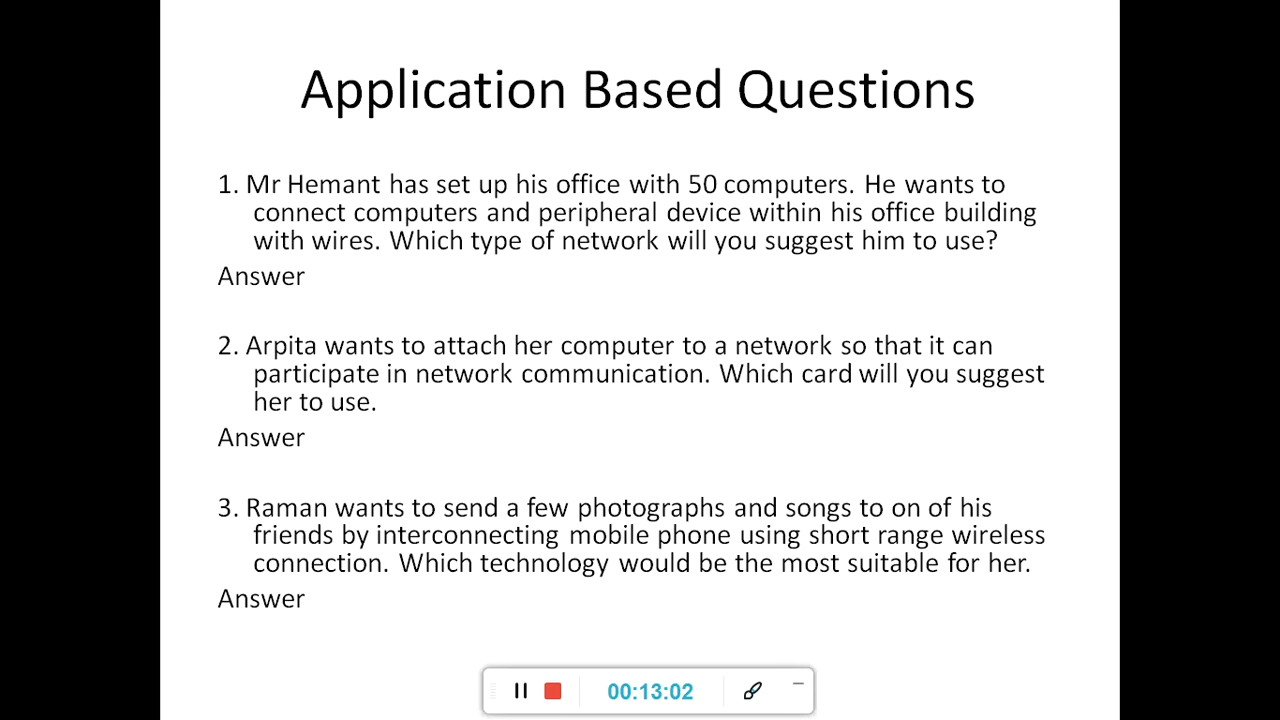 Application Based Questions
1. Mr Hemant has set up his office with 50 computers. He wants to
connect computers and peripheral device within his office building
with wires. Which type of network will you suggest him to use?
Answer
2. Arpita wants to attach her computer to a network so that it can
participate in network communication. Which card will you suggest
her to use.
Answer
3. Raman wants to send a few photographs and songs to on of his
friends by interconnecting mobile phone using short range wireless
connection. Which technology would be the most suitable for her.
Answer
00:13:02